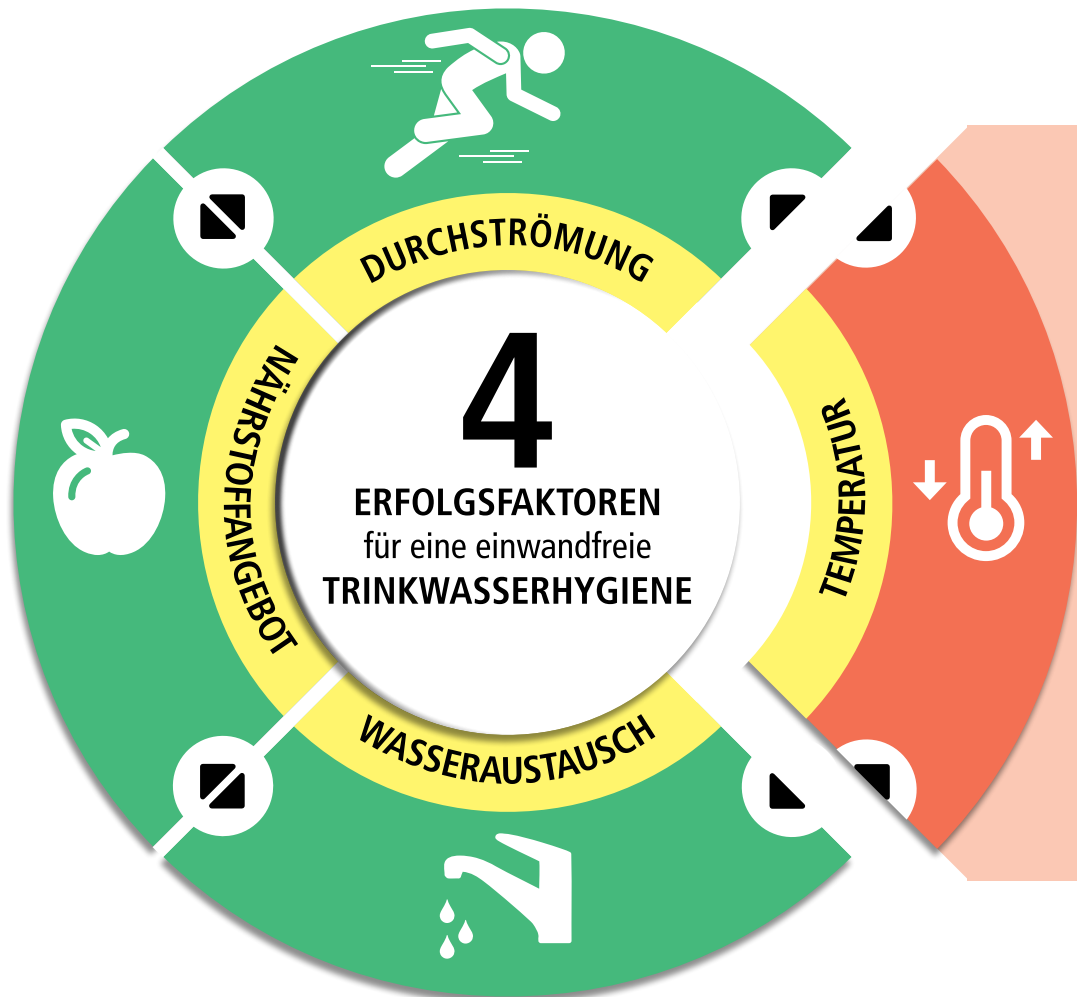 DURCHSTRÖMUNG
NÄHRSTOFFANGEBOT
4
ERFOLGSFAKTOREN
für eine einwandfreie
TRINKWASSERHYGIENE
TEMPERATUR
WASSERAUSTAUSCH